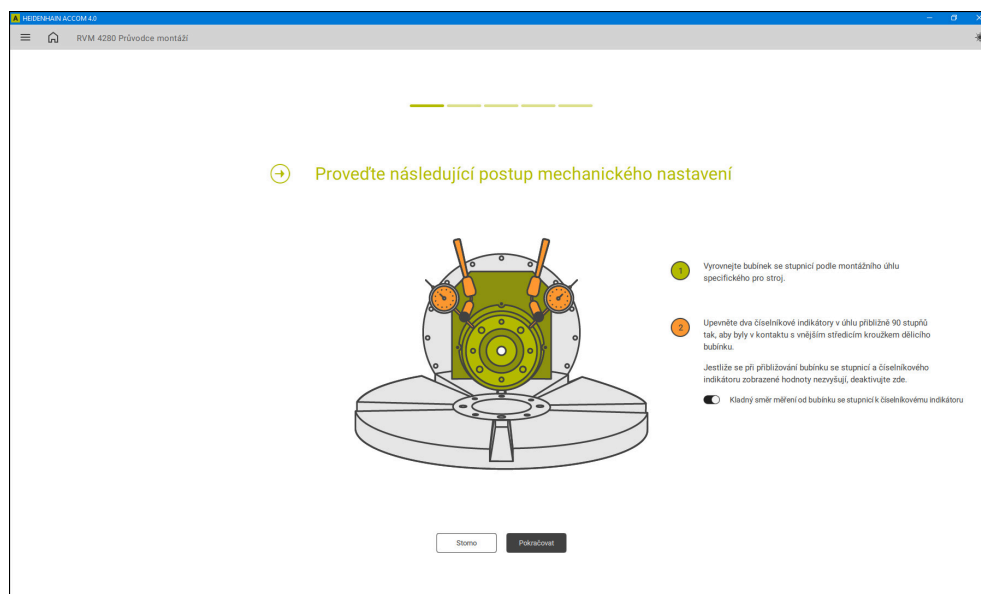 A HEIDENHAIN ACCOM 4.0
RVM 4280 Průvodce montáží
Proveďte následující postup mechanického nastavení
1 Vyrovnejte bubínek se stupnicí podle montážního úhlu
specifického pro stroj.
2 Upevněte dva číselníkové indikátory v úhlu přibližně 90 stupňů
tak, aby byly v kontaktu s vnějším středicím kroužkem dělicího
bubínku.
Jestliže se při přibližování bubínku se stupnicí a číselníkového
indikátoru zobrazené hodnoty nezvyšují, deaktivujte zde.
Kladný směr měření od bubínku se stupnicí k číselníkovému indikátoru
Storno
Pokračovat